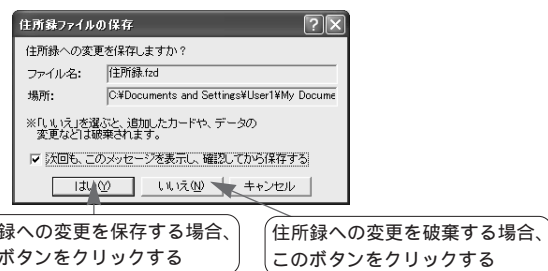 住所録ファイルの保存
住所録への変更を保存しますか？
ファイル名： 住所録.fzd
場所： C:¥Documents and Settings¥User1¥My Docume
※「いいえ」を選ぶと、追加したカードや、データの
変更などは破棄されます。
次回も、このメッセージを表示し、確認してから保存する
はい(Y) いいえ(N) キャンセル
録への変更を保存する場合、
ボタンをクリックする
住所録への変更を破棄する場合、
このボタンをクリックする